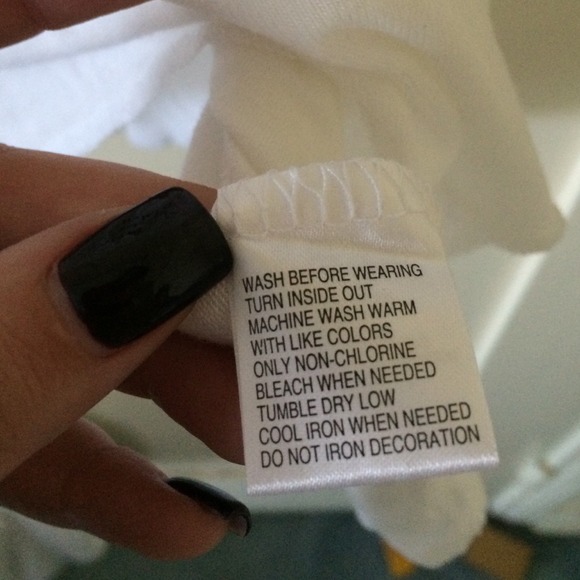 WASH BEFORE WEARING
TURN INSIDE OUT
MACHINE WASH WARM
WITH LIKE COLORS
ONLY NON-CHLORINE
BLEACH WHEN NEEDED
TUMBLE DRY LOW
COOL IRON WHEN NEEDED
DO NOT IRON DECORATION